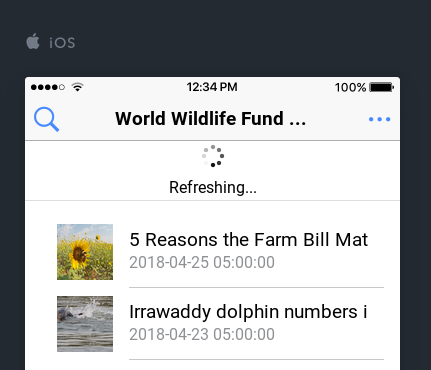 iOS
12:34 PM
100%
World Wildlife Fund ...
Refreshing...
5 Reasons the Farm Bill Mat
2018-04-25 05:00:00
Irrawaddy dolphin numbers i
2018-04-23 05:00:00